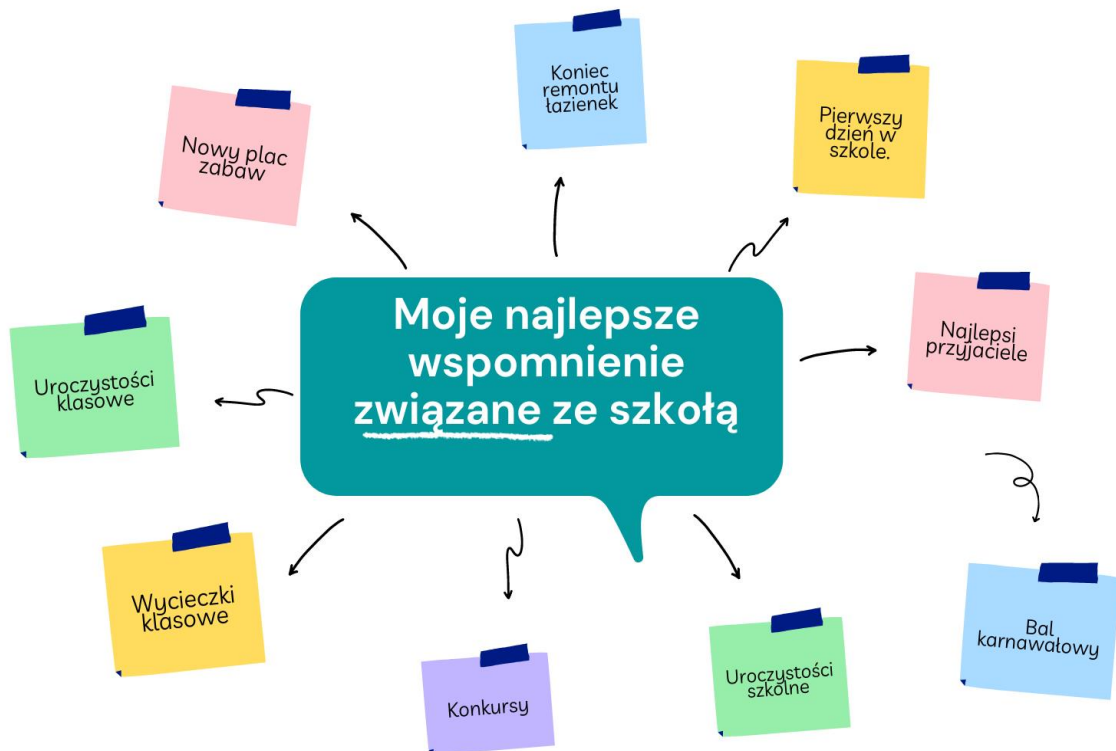 Koniec
remontu
łazienek
Pierwszy
dzień w
szkole.
Nowy plac
zabaw
Moje najlepsze
wspomnienie
związane ze szkołą
Najlepsi
przyjaciele
Uroczystości
klasowe
Wycieczki
klasowe
Konkursy
Uroczystości
szkolne
Bal
karnawałowy